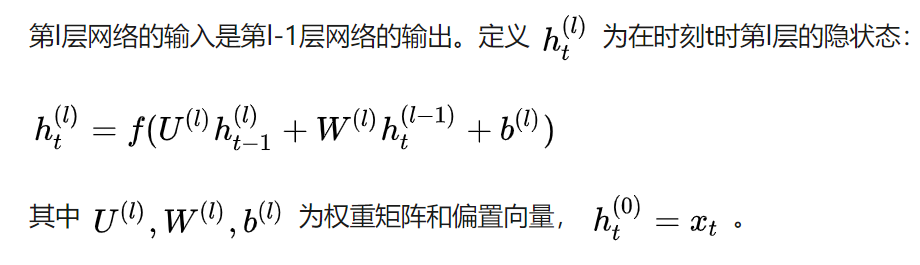 第l层网络的输入是第l-1层网络的输出。定义 h_t^{(l)} 为在时刻t时第l层的隐状态：
h_t^{(l)} = f(U^{(l)}h_{t-1}^{(l)} + W^{(l)}h_t^{(l-1)} + b^{(l)})
其中 U^{(l)}, W^{(l)}, b^{(l)} 为权重矩阵和偏置向量， h_t^{(0)} = x_t 。